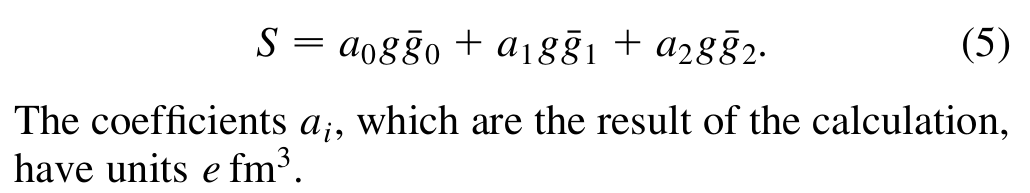 S = a₀gḡ₀ + a₁gḡ₁ + a₂gḡ₂. (5)
The coefficients aᵢ, which are the result of the calculation,
have units e fm³.